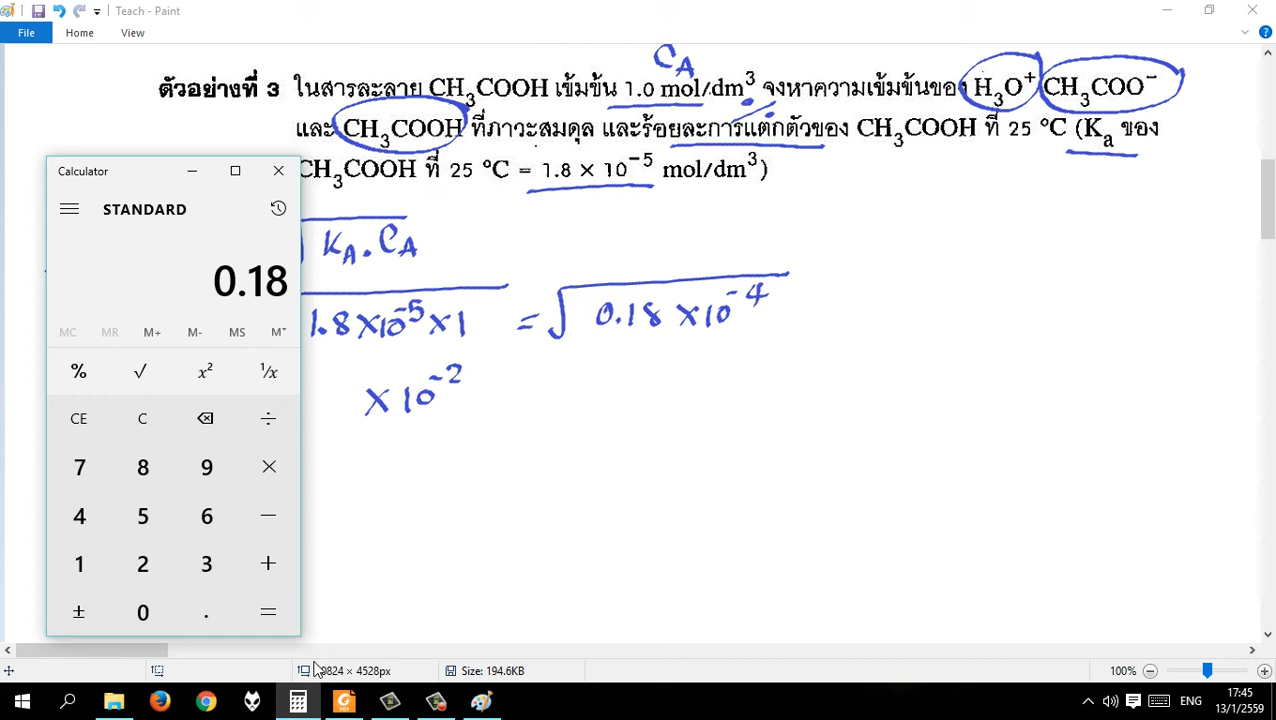 Teach - Paint
File Home View
C_A
ตัวอย่างที่ 3 ในสารละลาย CH₃COOH เข้มข้น 1.0 mol/dm³ จงหาความเข้มข้นของ H₃O⁺ CH₃COO⁻
และ CH₃COOH ที่ภาวะสมดุล และร้อยละการแตกตัวของ CH₃COOH ที่ 25 °C (Kₐ ของ
CH₃COOH ที่ 25 °C = 1.8 × 10⁻⁵ mol/dm³)
K_A . C_A
1.8 × 10⁻⁵ × 1 = √0.18 × 10⁻⁴
× 10⁻²
Calculator
STANDARD
0.18
MC MR M+ M- MS M˅
% √ x² ¹/x
CE C ⌫ ÷
7 8 9 ×
4 5 6 −
1 2 3 +
± 0 . =
9824 × 4528px Size: 194.6KB 100%
ENG 17:45
13/1/2559